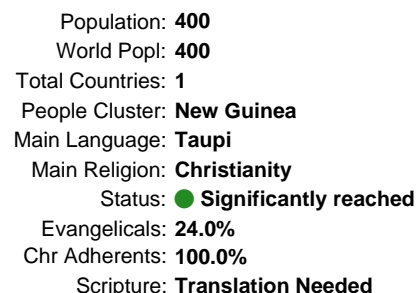 Population: 400
World Popl: 400
Total Countries: 1
People Cluster: New Guinea
Main Language: Taupi
Main Religion: Christianity
Status: Significantly reached
Evangelicals: 24.0%
Chr Adherents: 100.0%
Scripture: Translation Needed